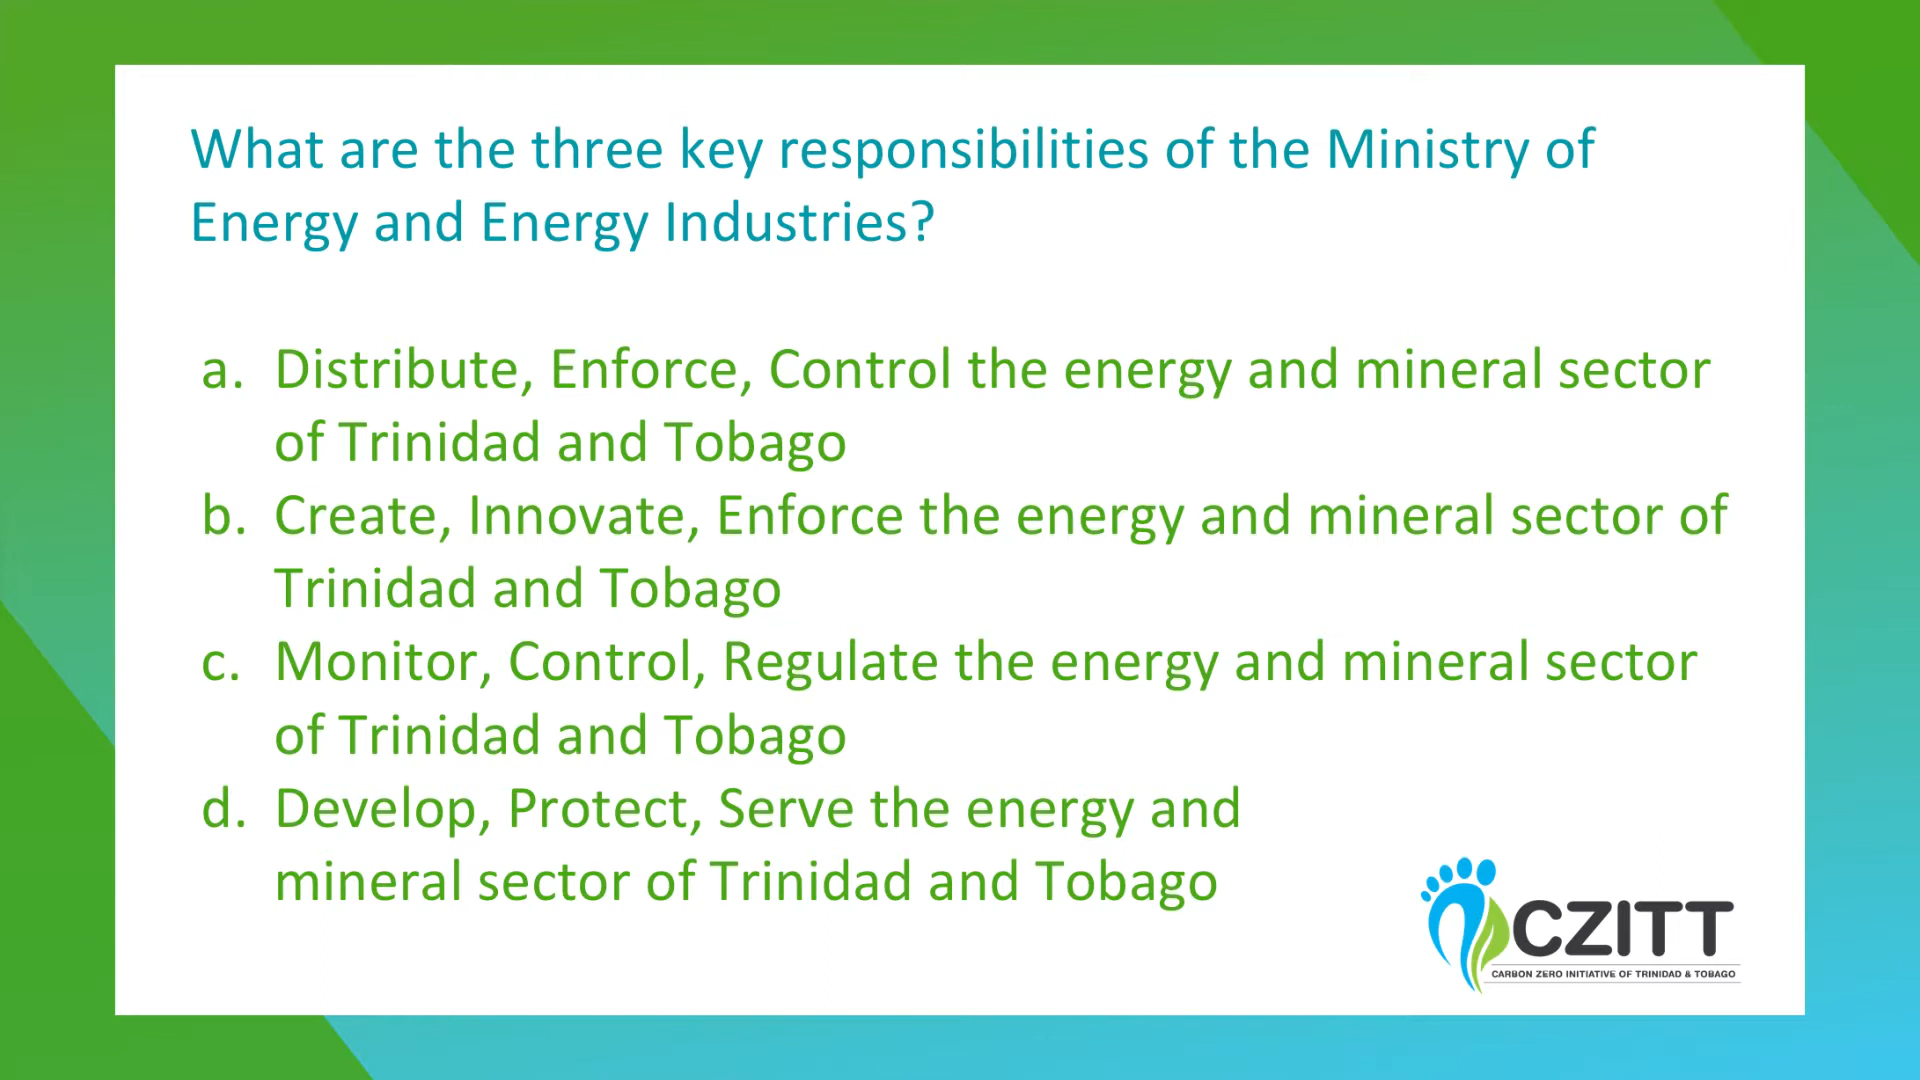 What are the three key responsibilities of the Ministry of
Energy and Energy Industries?
a. Distribute, Enforce, Control the energy and mineral sector
of Trinidad and Tobago
b. Create, Innovate, Enforce the energy and mineral sector of
Trinidad and Tobago
c. Monitor, Control, Regulate the energy and mineral sector
of Trinidad and Tobago
d. Develop, Protect, Serve the energy and
mineral sector of Trinidad and Tobago
CZITT
CARBON ZERO INITIATIVE OF TRINIDAD & TOBAGO